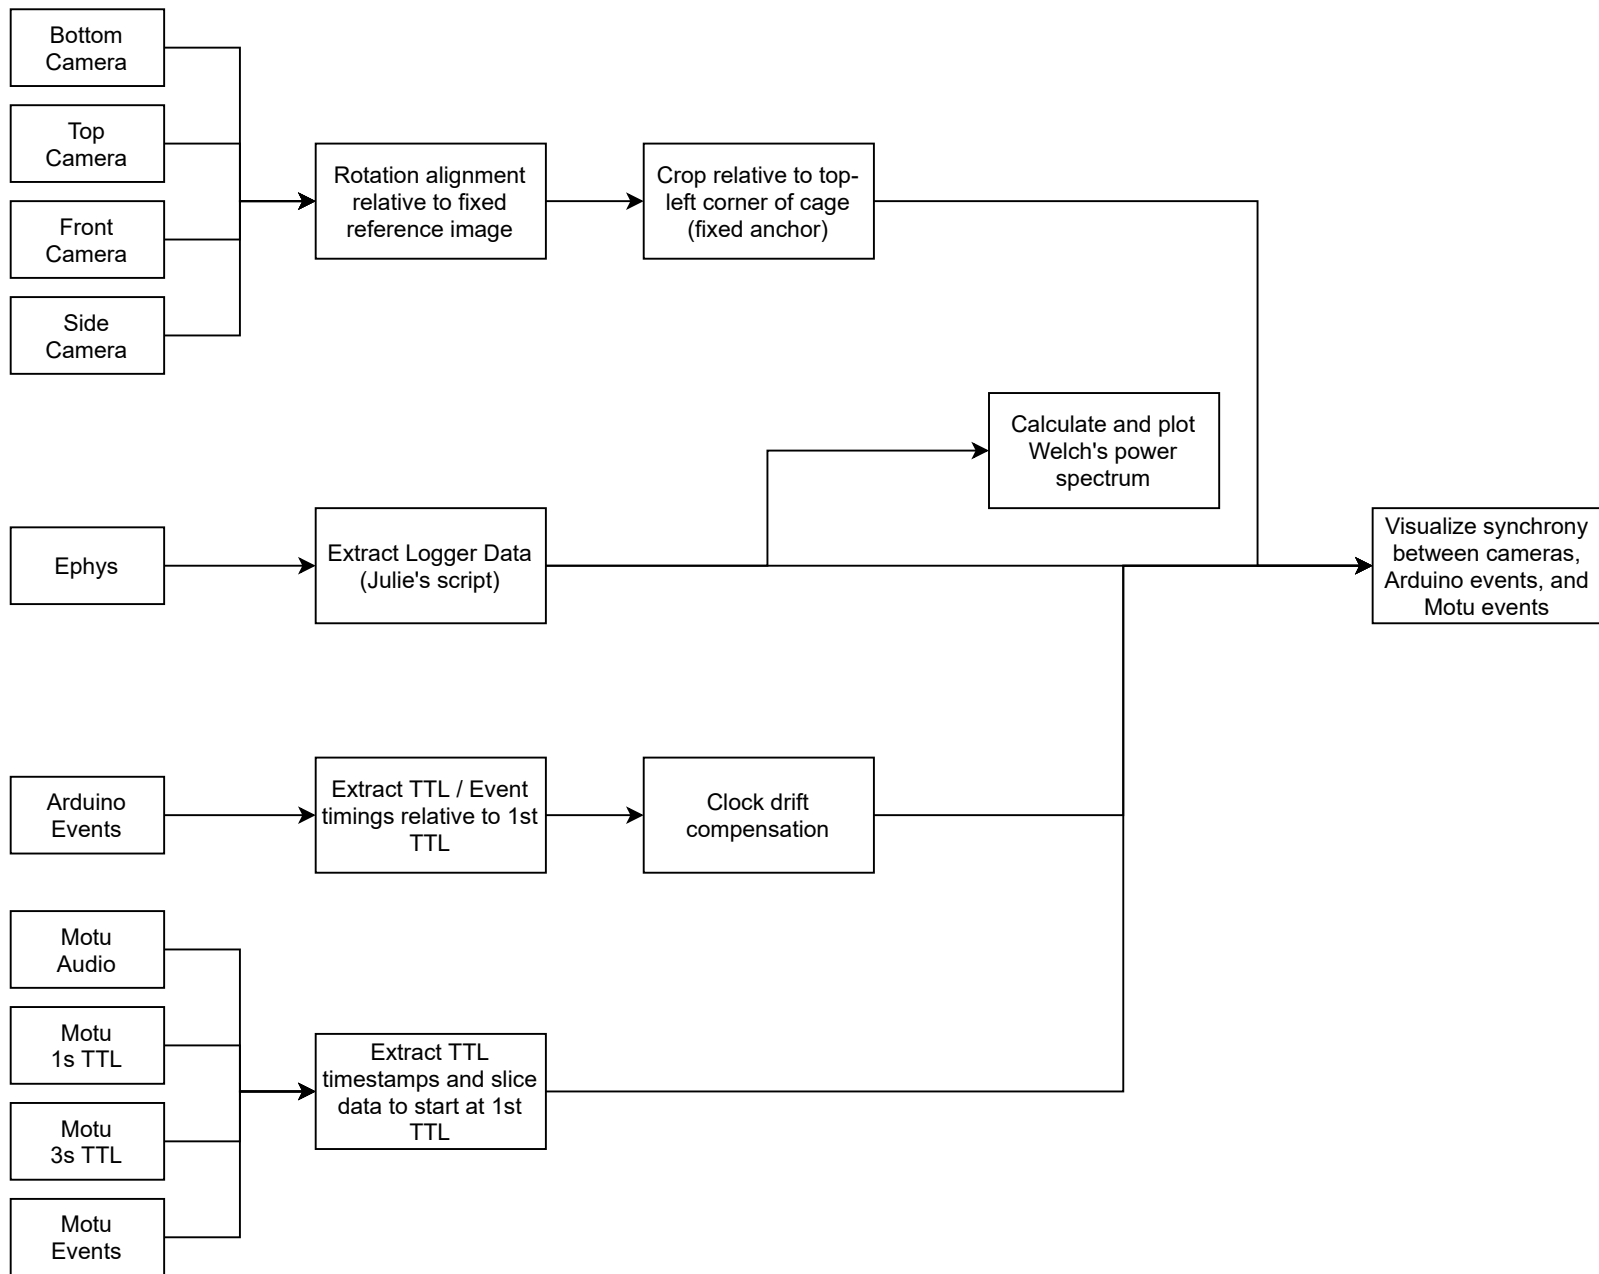 Bottom
Camera
Top
Camera
Front
Camera
Side
Camera
Rotation alignment
relative to fixed
reference image
Crop relative to top-
left corner of cage
(fixed anchor)
Calculate and plot
Welch's power
spectrum
Ephys
Extract Logger Data
(Julie's script)
Visualize synchrony
between cameras,
Arduino events, and
Motu events
Arduino
Events
Extract TTL / Event
timings relative to 1st
TTL
Clock drift
compensation
Motu
Audio
Motu
1s TTL
Motu
3s TTL
Motu
Events
Extract TTL
timestamps and slice
data to start at 1st
TTL